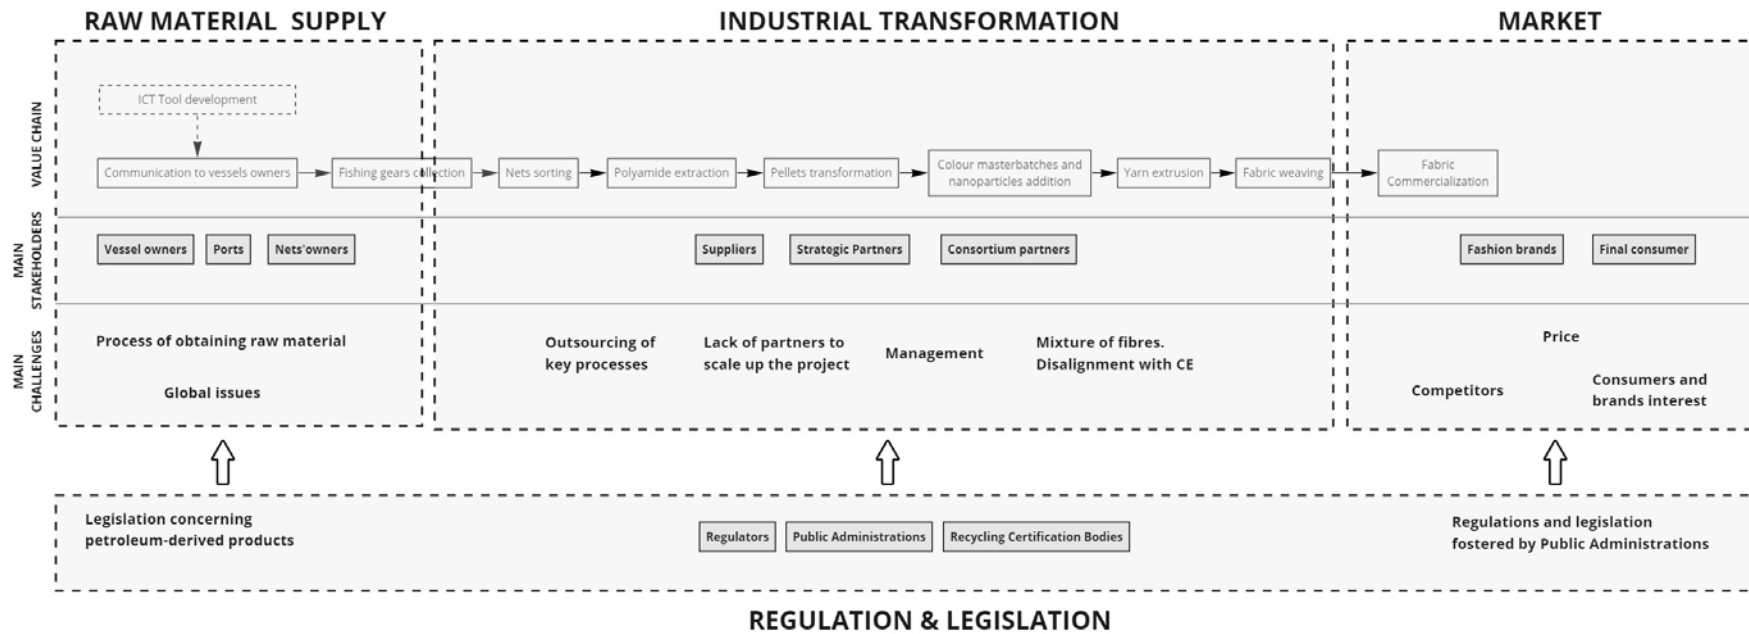 RAW MATERIAL  SUPPLY
INDUSTRIAL TRANSFORMATION
MARKET
VALUE CHAIN
ICT Tool development
Communication to vessels owners
Fishing gears collection
Nets sorting
Polyamide extraction
Pellets transformation
Colour masterbatches and
nanoparticles addition
Yarn extrusion
Fabric weaving
Fabric
Commercialization
MAIN
STAKEHOLDERS
Vessel owners
Ports
Nets'owners
Suppliers
Strategic Partners
Consortium partners
Fashion brands
Final consumer
MAIN
CHALLENGES
Process of obtaining raw material
Global issues
Outsourcing of
key processes
Lack of partners to
scale up the project
Management
Mixture of fibres.
Disalignment with CE
Price
Competitors
Consumers and
brands interest
Legislation concerning
petroleum-derived products
Regulators
Public Administrations
Recycling Certification Bodies
Regulations and legislation
fostered by Public Administrations
REGULATION & LEGISLATION